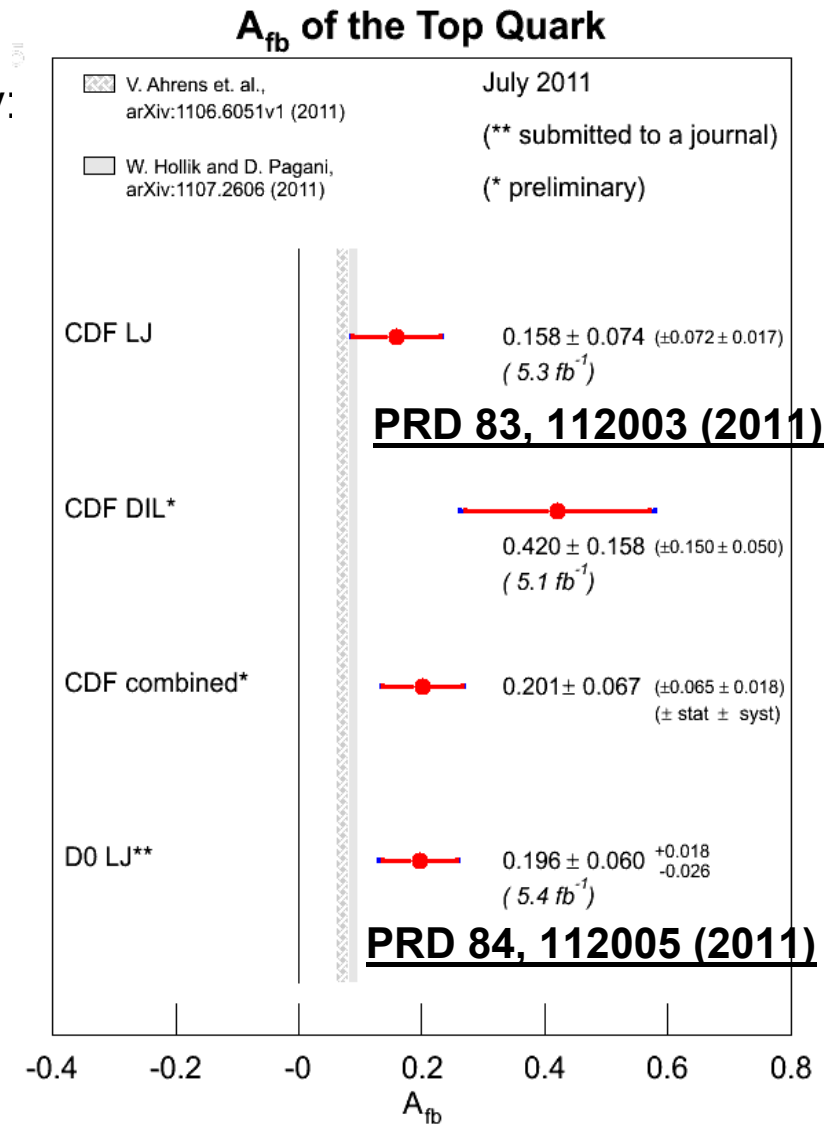 A_fb of the Top Quark
V. Ahrens et. al.,
arXiv:1106.6051v1 (2011)
W. Hollik and D. Pagani,
arXiv:1107.2606 (2011)
July 2011
(** submitted to a journal)
(* preliminary)
CDF LJ
0.158 ± 0.074 (±0.072 ± 0.017)
( 5.3 fb⁻¹)
PRD 83, 112003 (2011)
CDF DIL*
0.420 ± 0.158 (±0.150 ± 0.050)
( 5.1 fb⁻¹)
CDF combined*
0.201± 0.067 (±0.065 ± 0.018)
(± stat ± syst)
D0 LJ**
0.196 ± 0.060 +0.018 -0.026
( 5.4 fb⁻¹)
PRD 84, 112005 (2011)
-0.4 -0.2 -0 0.2 0.4 0.6 0.8
A_fb